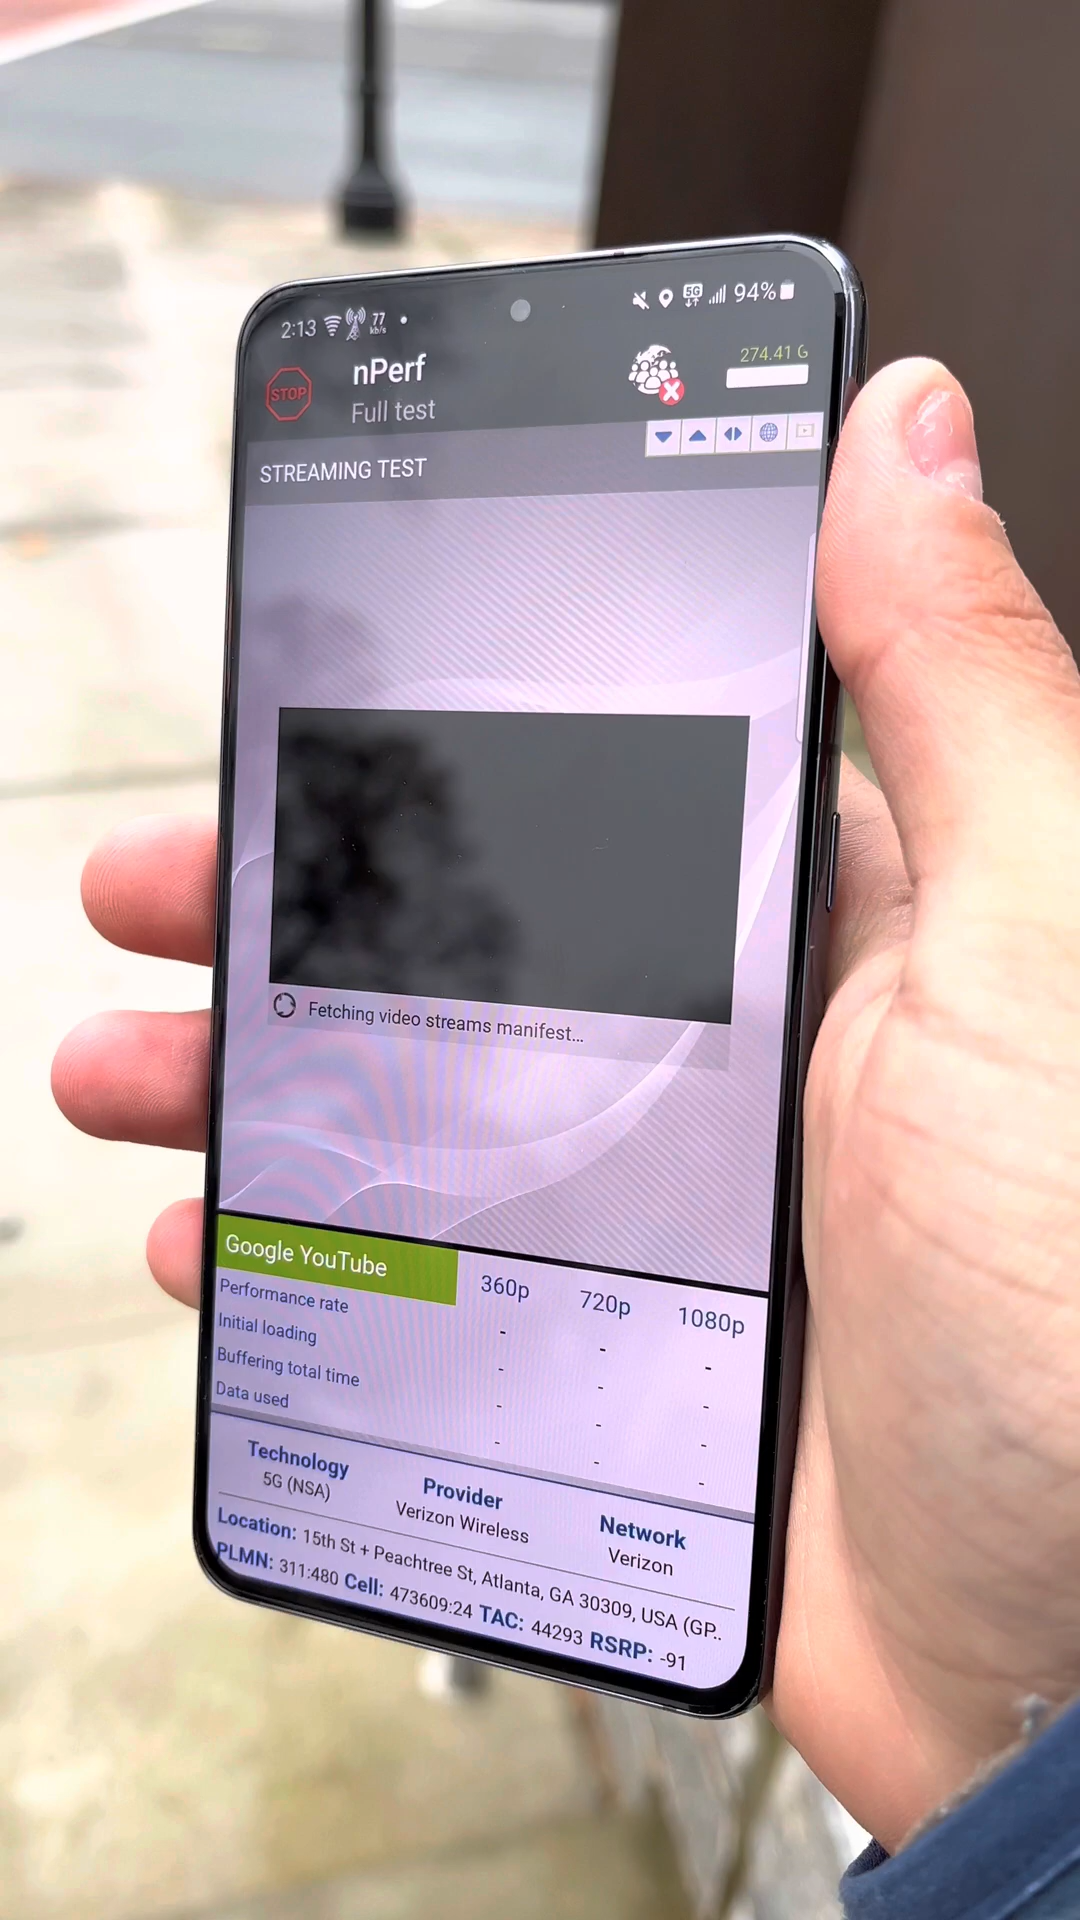 2:13 77 kb/s 5G 94%
nPerf
274.41 G
STOP
Full test
STREAMING TEST
Fetching video streams manifest...
Google YouTube 360p 720p 1080p
Performance rate - - -
Initial loading - - -
Buffering total time - - -
Data used - - -
Technology Provider Network
5G (NSA) Verizon Wireless Verizon
Location: 15th St + Peachtree St, Atlanta, GA 30309, USA (GP..
PLMN: 311:480 Cell: 473609:24 TAC: 44293 RSRP: -91